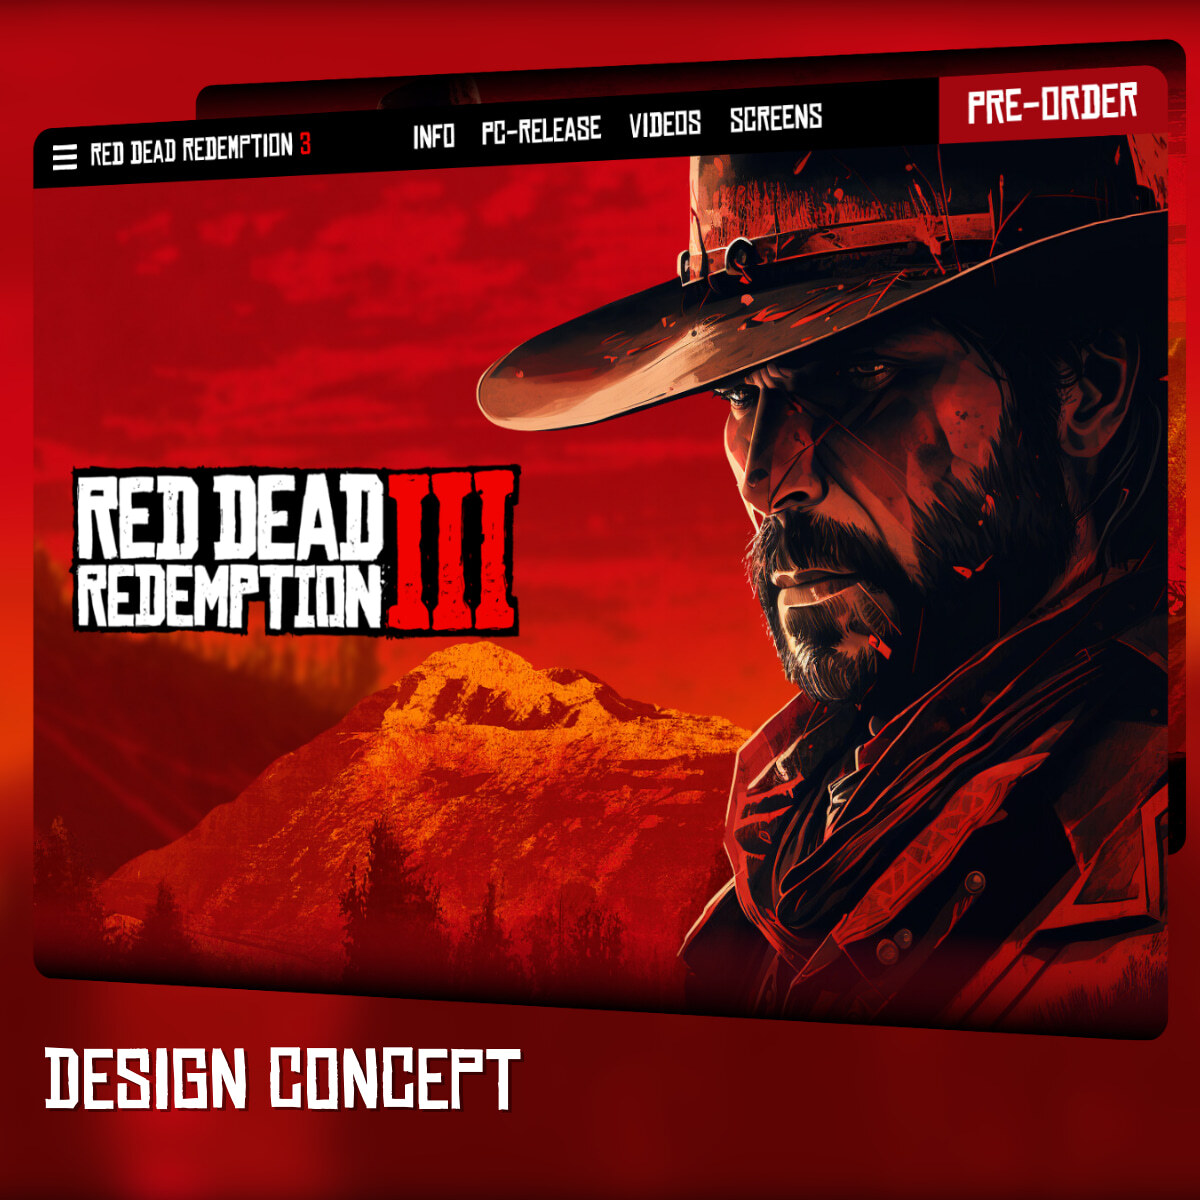 RED DEAD REDEMPTION 3
INFO
PC-RELEASE
VIDEOS
SCREENS
PRE-ORDER
RED DEAD
REDEMPTION
III
DESIGN CONCEPT